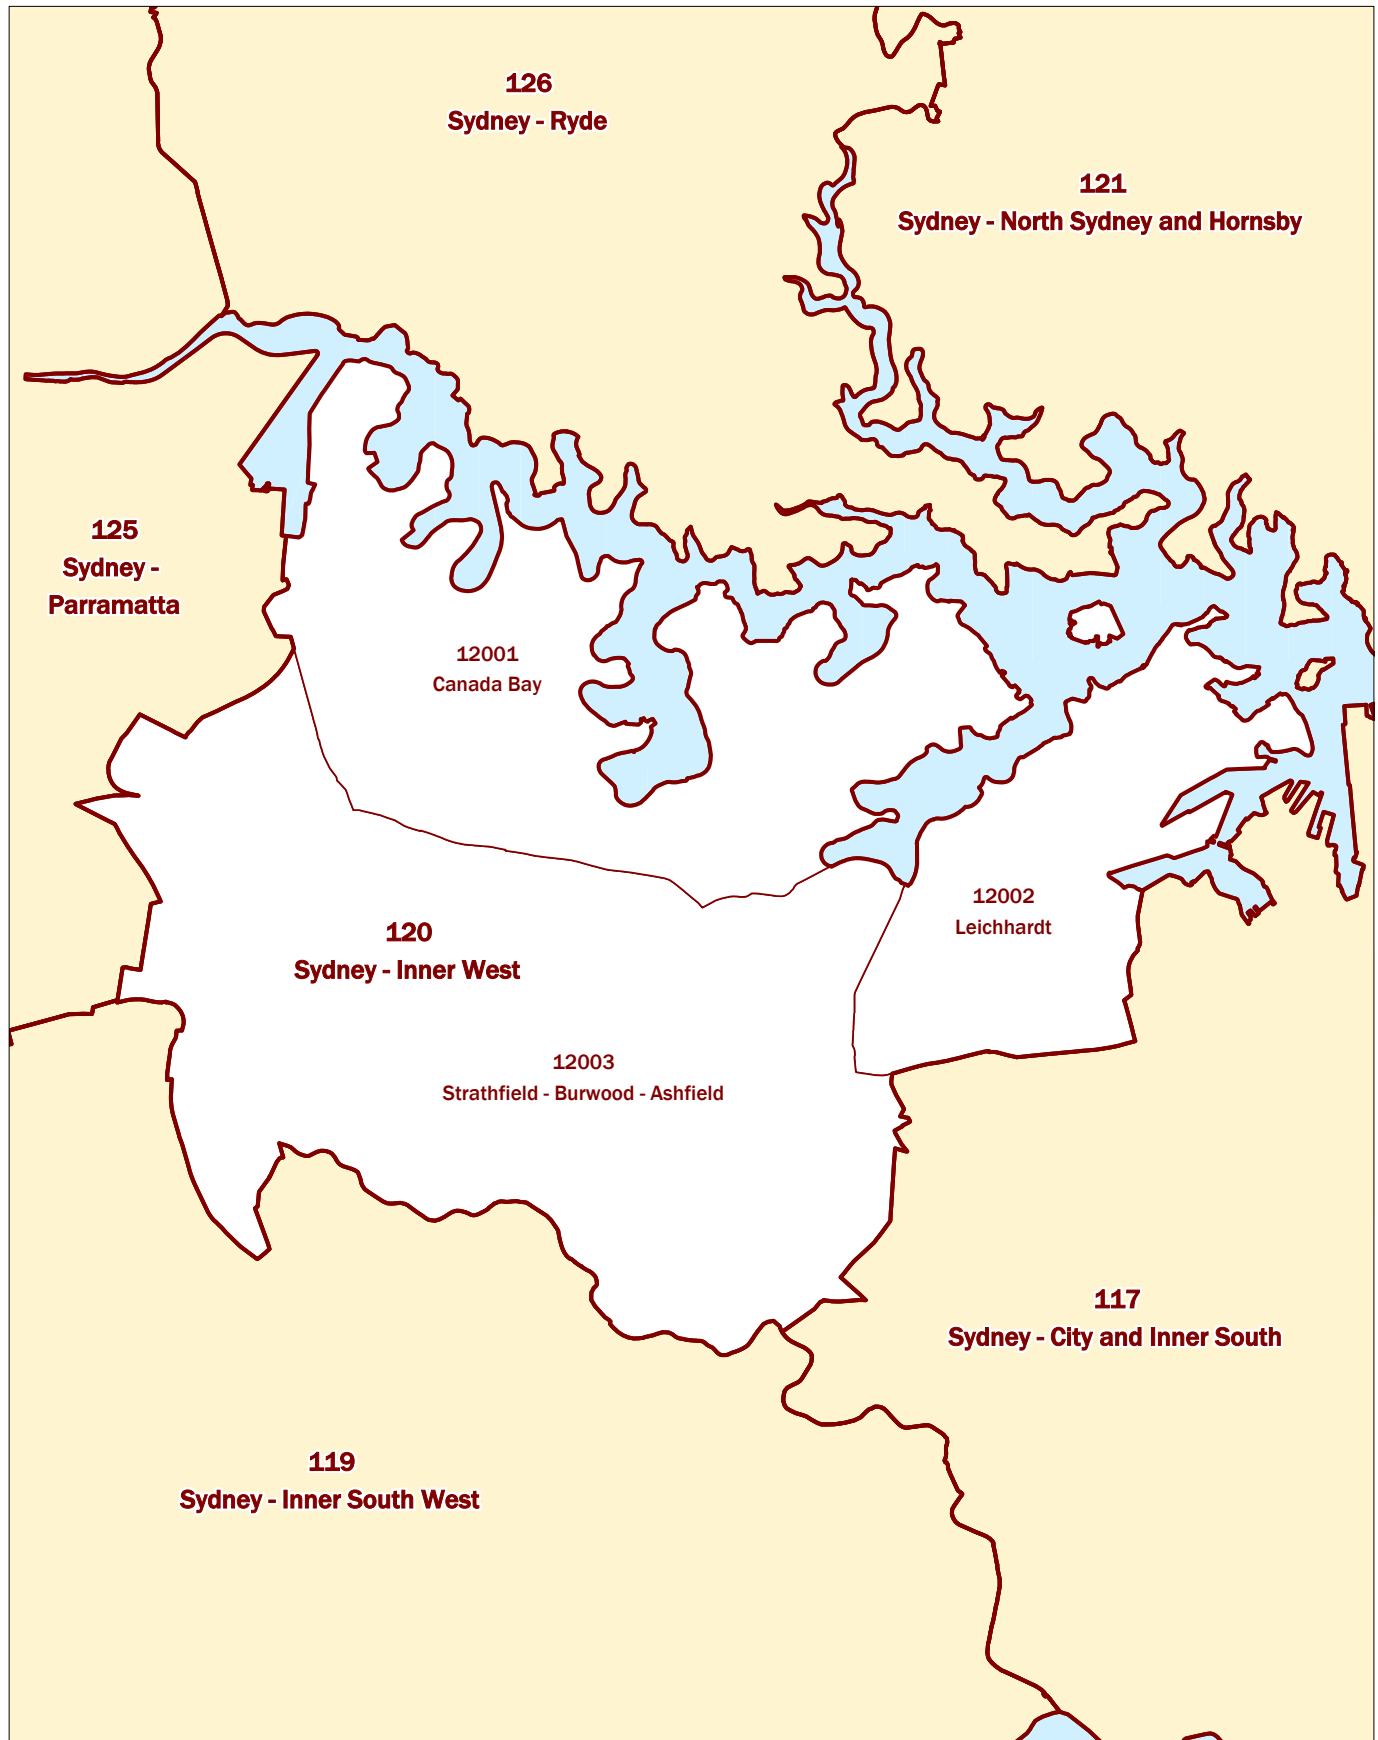 126
Sydney - Ryde
121
Sydney - North Sydney and Hornsby
125
Sydney -
Parramatta
12001
Canada Bay
12002
Leichhardt
120
Sydney - Inner West
12003
Strathfield - Burwood - Ashfield
117
Sydney - City and Inner South
119
Sydney - Inner South West